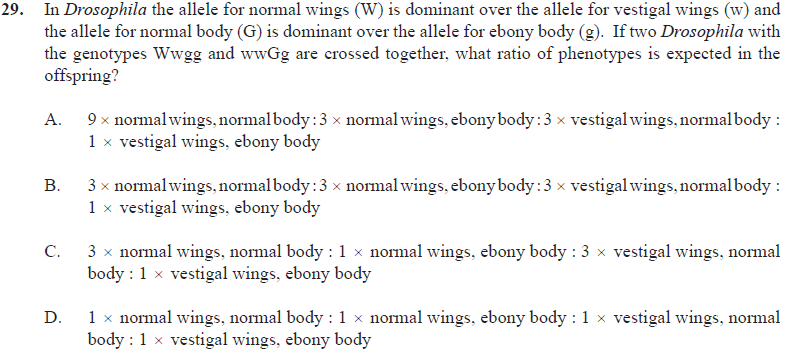 29. In Drosophila the allele for normal wings (W) is dominant over the allele for vestigal wings (w) and
the allele for normal body (G) is dominant over the allele for ebony body (g). If two Drosophila with
the genotypes Wwgg and wwGg are crossed together, what ratio of phenotypes is expected in the
offspring?
A. 9 × normal wings, normal body : 3 × normal wings, ebony body : 3 × vestigal wings, normal body :
1 × vestigal wings, ebony body
B. 3 × normal wings, normal body : 3 × normal wings, ebony body : 3 × vestigal wings, normal body :
1 × vestigal wings, ebony body
C. 3 × normal wings, normal body : 1 × normal wings, ebony body : 3 × vestigal wings, normal
body : 1 × vestigal wings, ebony body
D. 1 × normal wings, normal body : 1 × normal wings, ebony body : 1 × vestigal wings, normal
body : 1 × vestigal wings, ebony body